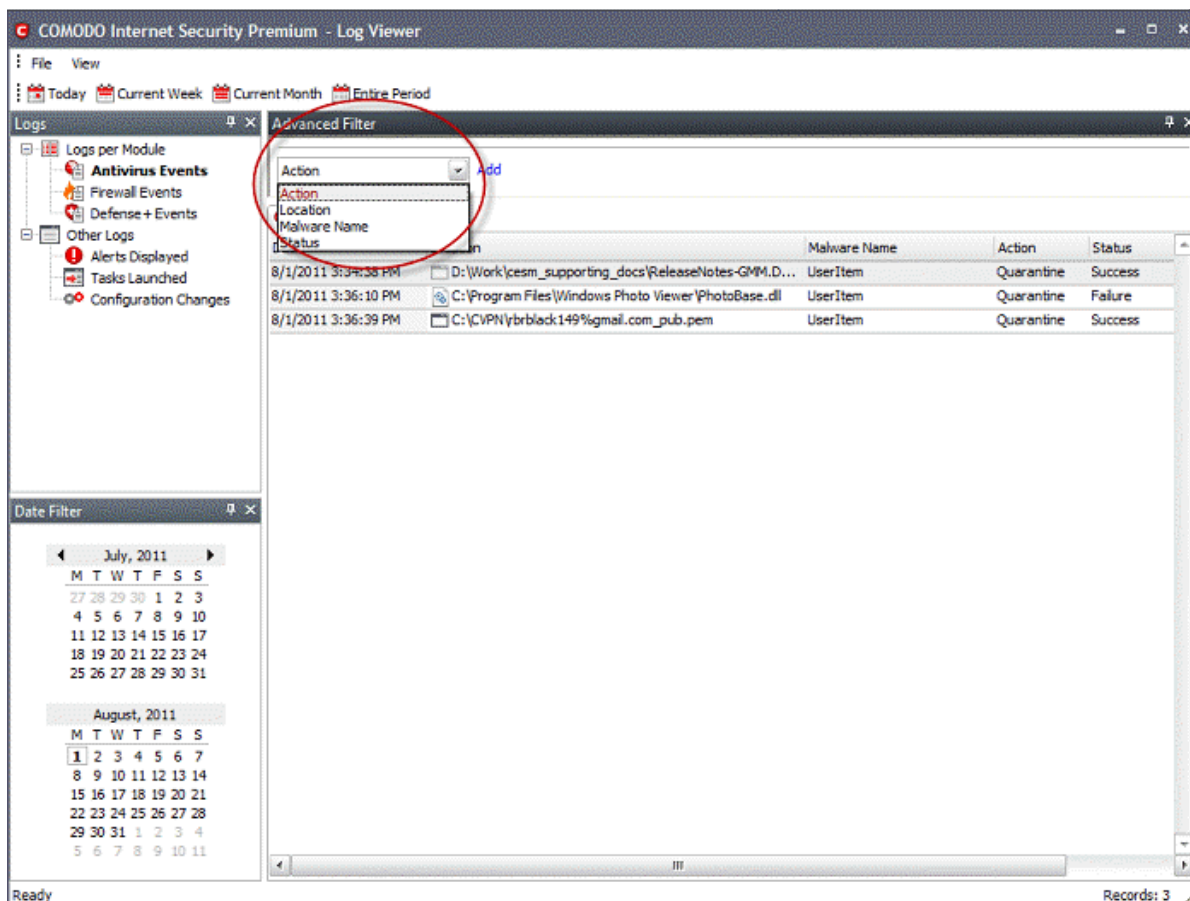 COMODO Internet Security Premium - Log Viewer
File View
Today Current Week Current Month Entire Period
Logs
Logs per Module
Antivirus Events
Firewall Events
Defense+ Events
Other Logs
Alerts Displayed
Tasks Launched
Configuration Changes
Advanced Filter
Action Add
Action
Location
Malware Name
Status
Malware Name Action Status
8/1/2011 3:34:38 PM D:\Work\cesm_supporting_docs\ReleaseNotes-GMM.D... UserItem Quarantine Success
8/1/2011 3:36:10 PM C:\Program Files\Windows Photo Viewer\PhotoBase.dll UserItem Quarantine Failure
8/1/2011 3:36:39 PM C:\CVPN\rbrblack149%gmail.com_pub.pem UserItem Quarantine Success
Date Filter
July, 2011
M T W T F S S
27 28 29 30 1 2 3
4 5 6 7 8 9 10
11 12 13 14 15 16 17
18 19 20 21 22 23 24
25 26 27 28 29 30 31
August, 2011
M T W T F S S
1 2 3 4 5 6 7
8 9 10 11 12 13 14
15 16 17 18 19 20 21
22 23 24 25 26 27 28
29 30 31 1 2 3 4
5 6 7 8 9 10 11
Ready Records: 3